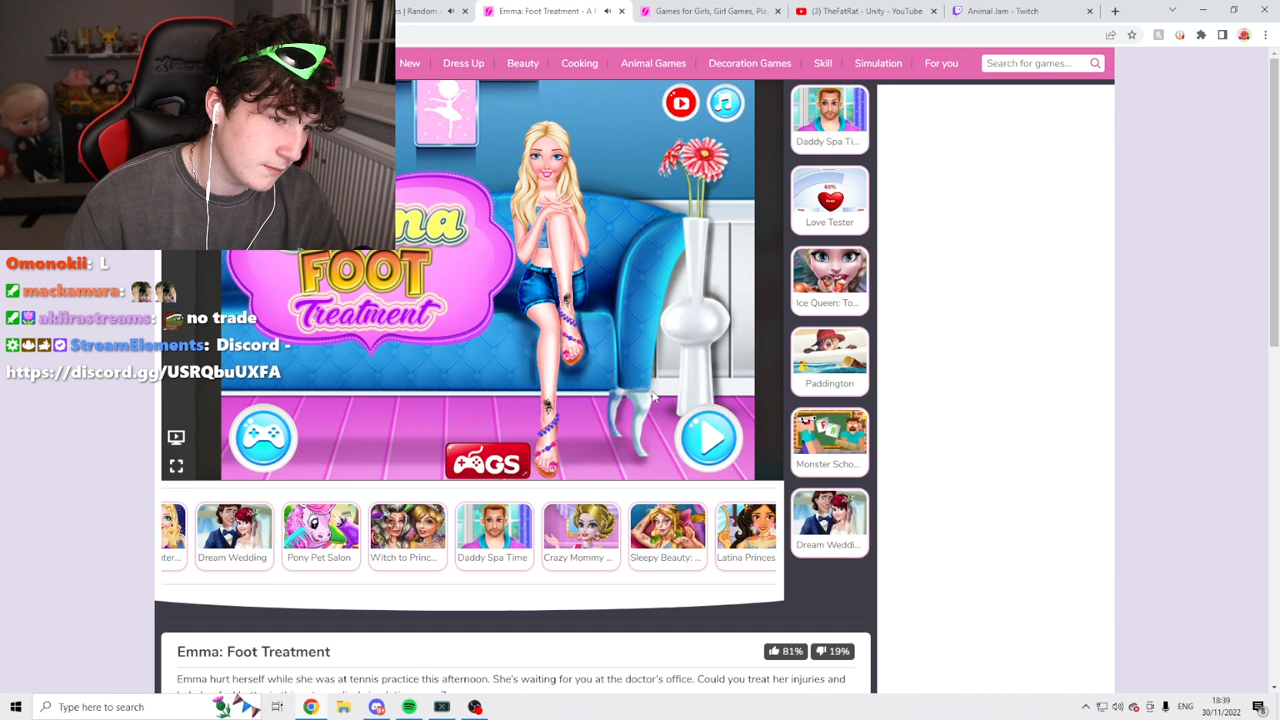 s | Random
Emma: Foot Treatment - A F
Games for Girls, Girl Games, Play
(3) TheFatRat - Unity - YouTube
Animal Jam - Twitch
New
Dress Up
Beauty
Cooking
Animal Games
Decoration Games
Skill
Simulation
For you
Search for games...
ma
FOOT
Treatment
AGS
Omonokii: L
mackamura:
akiirastreams: no trade
StreamElements: Discord -
https://discord.gg/USRQbuUXFA
Daddy Spa Ti...
65%
Love Tester
Ice Queen: To...
Paddington
Monster Scho...
Dream Weddi...
ter...
Dream Wedding
Pony Pet Salon
Witch to Princ...
Daddy Spa Time
Crazy Mommy ...
Sleepy Beauty: ...
Latina Princes
Emma: Foot Treatment
81%
19%
Emma hurt herself while she was at tennis practice this afternoon. She's waiting for you at the doctor's office. Could you treat her injuries and
Type here to search
ENG
18:39
30/11/2022